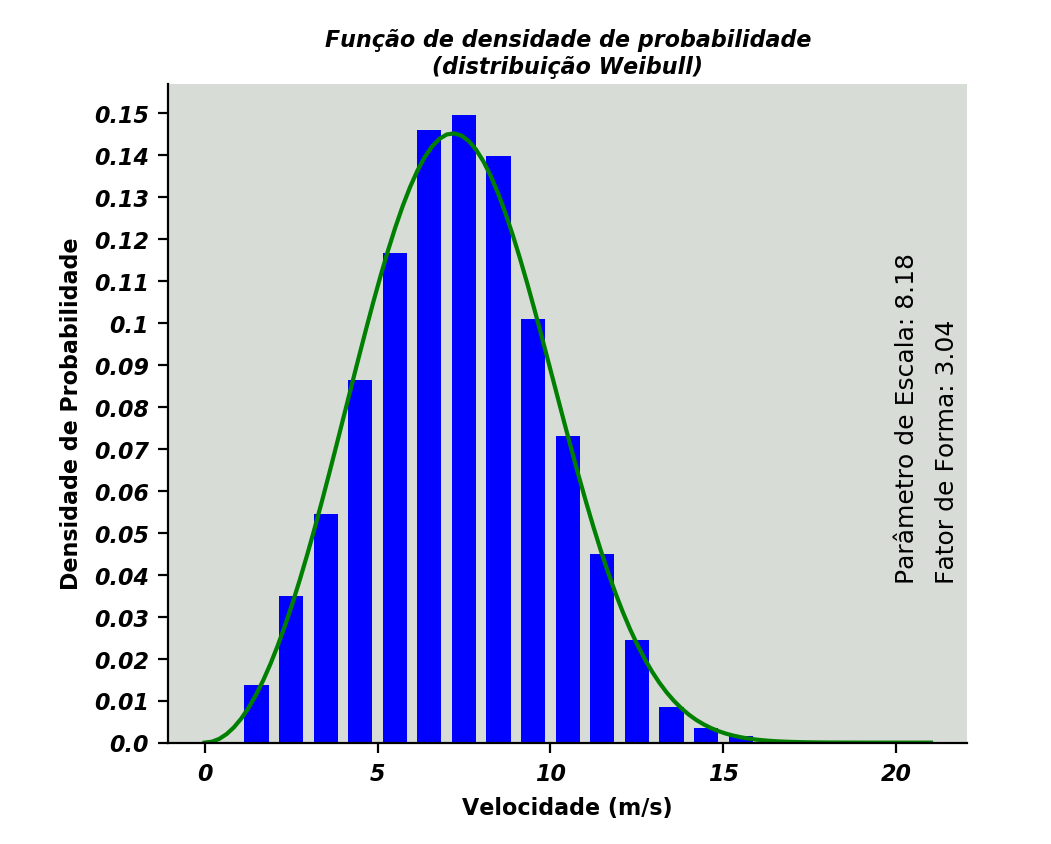 Função de densidade de probabilidade
(distribuição Weibull)
0.15
0.14
0.13
0.12
0.11
0.1
0.09
0.08
0.07
0.06
0.05
0.04
0.03
0.02
0.01
0.0
Densidade de Probabilidade
Parâmetro de Escala: 8.18
Fator de Forma: 3.04
0 5 10 15 20
Velocidade (m/s)